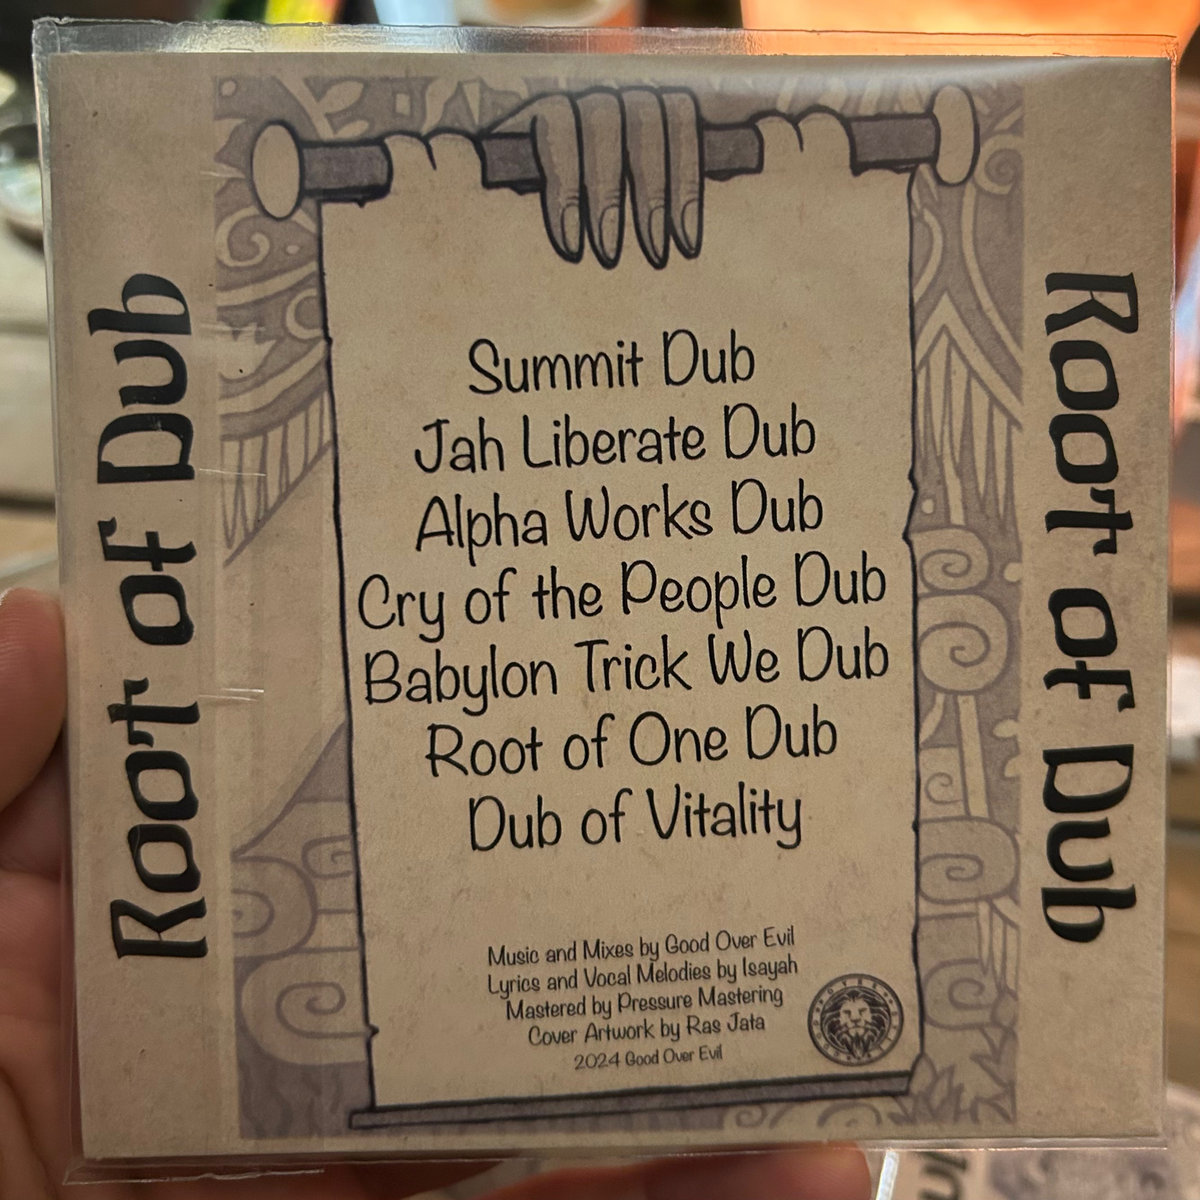 Root of Dub
Summit Dub
Jah Liberate Dub
Alpha Works Dub
Cry of the People Dub
Babylon Trick We Dub
Root of One Dub
Dub of Vitality
Music and Mixes by Good Over Evil
Lyrics and Vocal Melodies by Isayah
Mastered by Pressure Mastering
Cover Artwork by Ras Jata
2024 Good Over Evil
Root of Dub